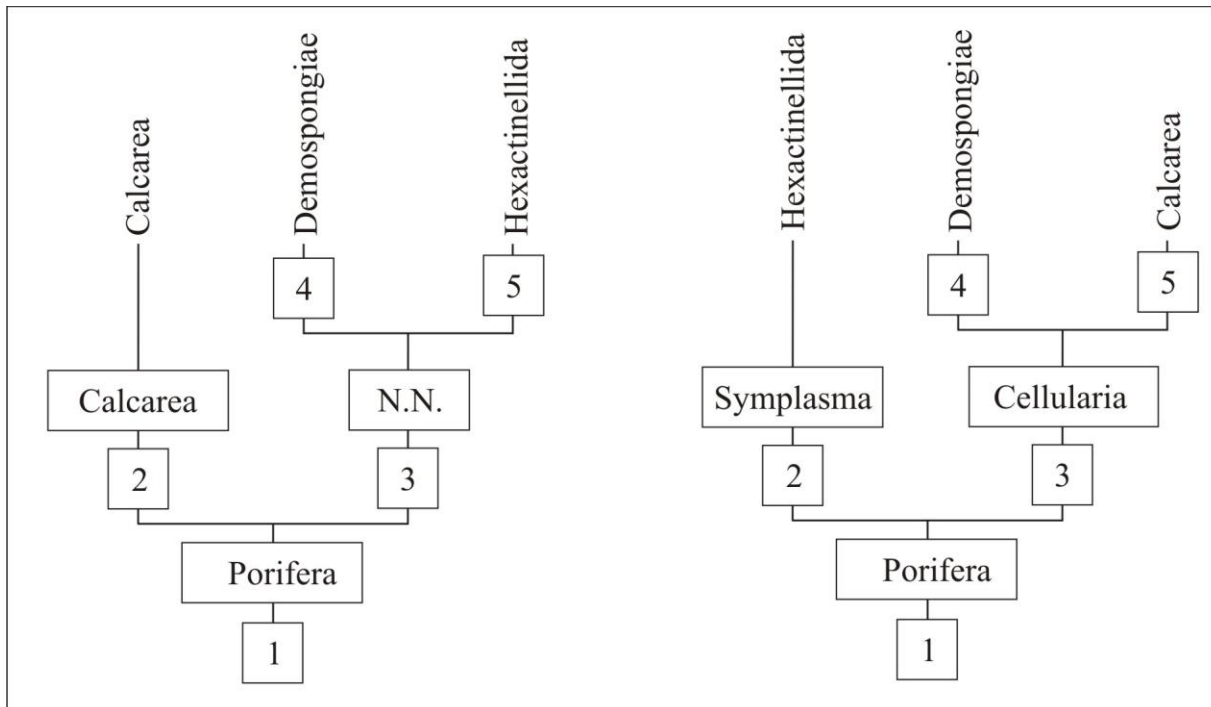 Calcarea
Demospongiae
Hexactinellida
4
5
Calcarea
N.N.
2
3
Porifera
1
Hexactinellida
Demospongiae
Calcarea
4
5
Symplasma
Cellularia
2
3
Porifera
1